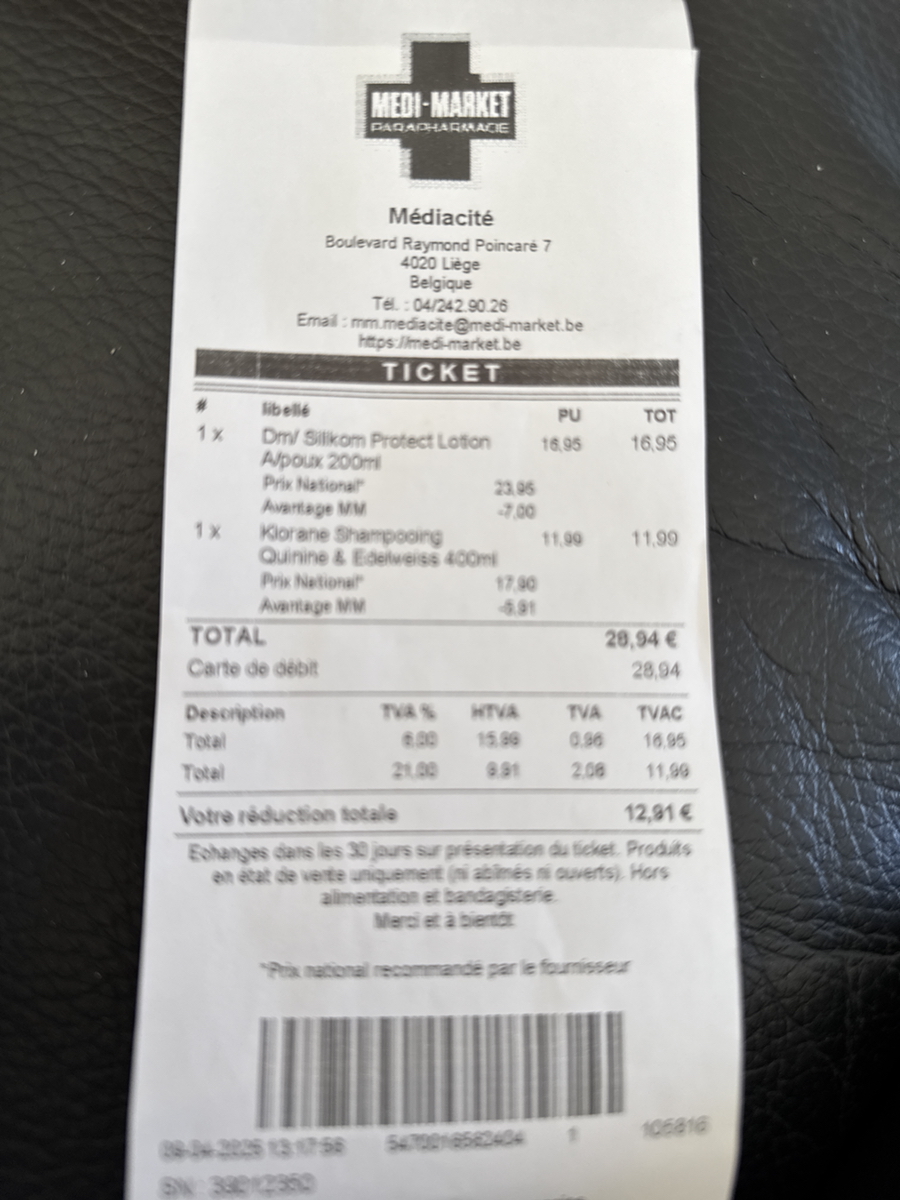 MEDI-MARKET
PARAPHARMACIE
Médiacité
Boulevard Raymond Poincaré 7
4020 Liège
Belgique
Tél. : 04/242.90.26
Email : mm.mediacite@medi-market.be
https://medi-market.be
TICKET
# libellé PU TOT
1 x Dm/ Silikom Protect Lotion 16,95 16,95
A/poux 200ml
Prix National* 23,95
Avantage MM -7,00
1 x Klorane Shampooing 11,99 11,99
Quinine & Edelweiss 400ml
Prix National* 17,90
Avantage MM -5,91
TOTAL 28,94 €
Carte de débit 28,94
Description TVA % HTVA TVA TVAC
Total 6,00 15,99 0,96 16,95
Total 21,00 9,91 2,08 11,99
Votre réduction totale 12,91 €
Echanges dans les 30 jours sur présentation du ticket. Produits
en état de vente uniquement (ni abîmés ni ouverts). Hors
alimentation et bandagisterie.
Merci et à bientôt
*Prix national recommandé par le fournisseur
1